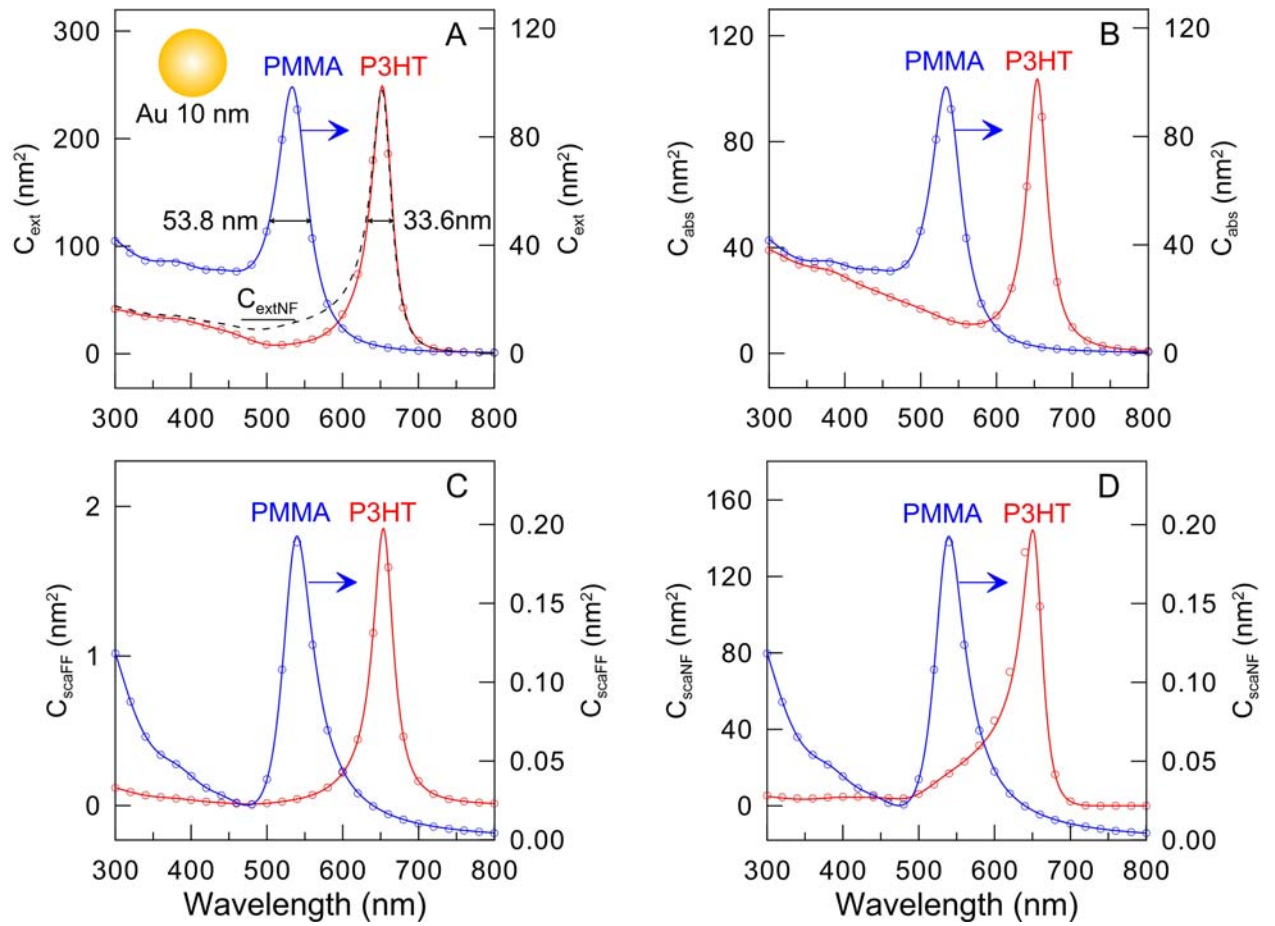 A
PMMA P3HT
Au 10 nm
53.8 nm
33.6nm
CextNF
Cext (nm²)
Cext (nm²)
300
200
100
0
120
80
40
0
300 400 500 600 700 800
B
PMMA P3HT
Cabs (nm²)
Cabs (nm²)
120
80
40
0
120
80
40
0
300 400 500 600 700 800
C
PMMA P3HT
CscaFF (nm²)
CscaFF (nm²)
2
1
0
0.20
0.15
0.10
0.05
0.00
300 400 500 600 700 800
Wavelength (nm)
D
PMMA P3HT
CscaNF (nm²)
CscaNF (nm²)
160
120
80
40
0
0.20
0.15
0.10
0.05
0.00
300 400 500 600 700 800
Wavelength (nm)